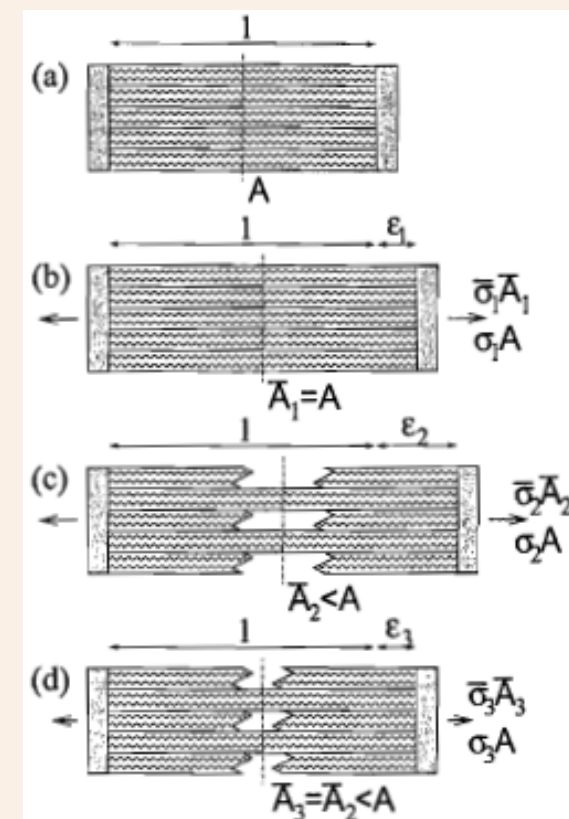 1
(a)
A
1 ε₁
(b)
σ̄₁Ā₁
σ₁A
Ā₁=A
1 ε₂
(c)
σ̄₂Ā₂
σ₂A
Ā₂<A
1 ε₃
(d)
σ̄₃Ā₃
σ₃A
Ā₃=Ā₂<A